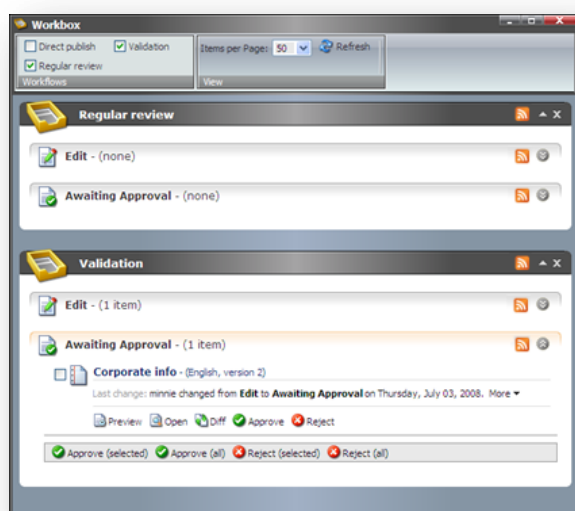 Workbox
Direct publish Validation Items per Page: 50 Refresh
Regular review
Workflows View
Regular review
Edit - (none)
Awaiting Approval - (none)
Validation
Edit - (1 item)
Awaiting Approval - (1 item)
Corporate info - (English, version 2)
Last change: minnie changed from Edit to Awaiting Approval on Thursday, July 03, 2008. More
Preview Open Diff Approve Reject
Approve (selected) Approve (all) Reject (selected) Reject (all)